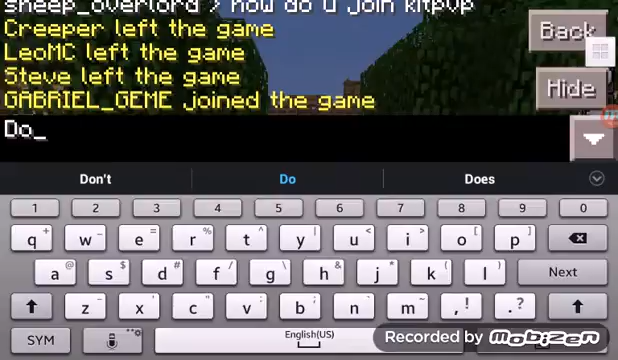 sheep_overlord > how do u join kitpvp
Creeper left the game
LeoMC left the game
Steve left the game
GABRIEL_GEME joined the game
Back
Hide
Do_
Don't Do Does
1 2 3 4 5 6 7 8 9 0
q + w - e = r % t ^ y | u < i > o [ p ]
a @ s $ d # f / g \ h ; j * k ( l )
Next
z x c v b n m , ! . ?
SYM English(US)
Recorded by
MOBIZEN